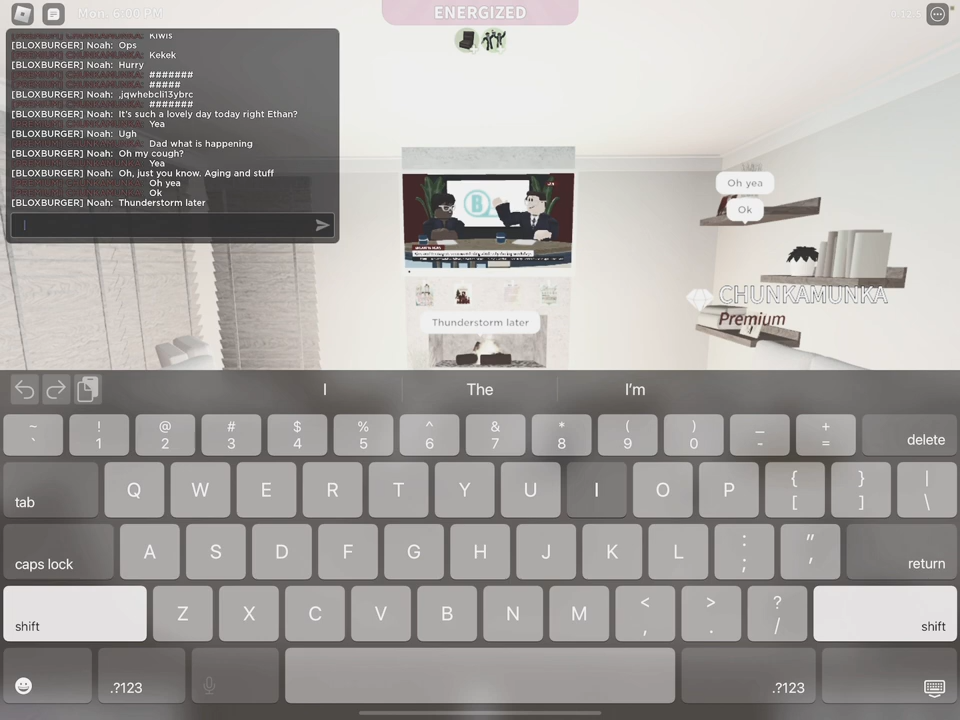 Mon, 6:00 PM
ENERGIZED
Kiwis
[BLOXBURGER] Noah: Ops
Kekek
[BLOXBURGER] Noah: Hurry
#######
#####
[BLOXBURGER] Noah: ,jqwhebcli13ybrc
#######
[BLOXBURGER] Noah: It's such a lovely day today right Ethan?
Yea
[BLOXBURGER] Noah: Ugh
Dad what is happening
[BLOXBURGER] Noah: Oh my cough?
Yea
[BLOXBURGER] Noah: Oh, just you know. Aging and stuff
Oh yea
Ok
[BLOXBURGER] Noah: Thunderstorm later
Oh yea
Ok
B
CHUNKAMUNKA
Premium
Thunderstorm later
I The I'm
~ ! @ # $ % ^ & * ( ) _ +
` 1 2 3 4 5 6 7 8 9 0 - = delete
tab Q W E R T Y U I O P { [ } ] | \
caps lock A S D F G H J K L : ; " ' return
shift Z X C V B N M < , > . ? / shift
.?123 .?123